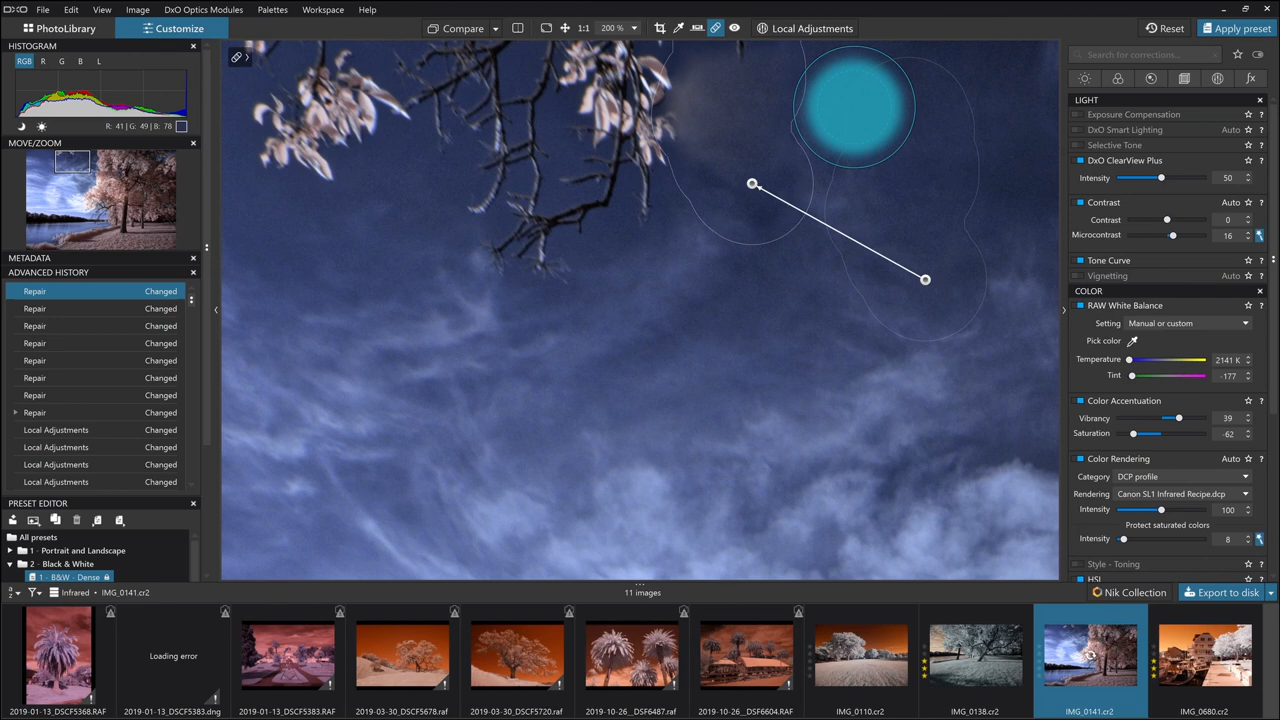 DxO File Edit View Image DxO Optics Modules Palettes Workspace Help
PhotoLibrary Customize Compare 1:1 200 % Local Adjustments Reset Apply preset
HISTOGRAM
RGB R G B L
R: 41 | G: 49 | B: 78
MOVE/ZOOM
METADATA
ADVANCED HISTORY
Repair Changed
Repair Changed
Repair Changed
Repair Changed
Repair Changed
Repair Changed
Repair Changed
Repair Changed
Local Adjustments Changed
Local Adjustments Changed
Local Adjustments Changed
Local Adjustments Changed
PRESET EDITOR
All presets
1 - Portrait and Landscape
2 - Black & White
1 - B&W - Dense
Search for corrections...
fx
LIGHT
Exposure Compensation ?
DxO Smart Lighting Auto ?
Selective Tone ?
DxO ClearView Plus ?
Intensity 50
Contrast Auto ?
Contrast 0
Microcontrast 16
Tone Curve ?
Vignetting Auto ?
COLOR
RAW White Balance ?
Setting Manual or custom
Pick color
Temperature 2141 K
Tint -177
Color Accentuation ?
Vibrancy 39
Saturation -62
Color Rendering Auto ?
Category DCP profile
Rendering Canon SL1 Infrared Recipe.dcp
Intensity 100
Protect saturated colors
Intensity 8
Style - Toning ?
HSL ?
a z Infrared • IMG_0141.cr2 11 images Nik Collection Export to disk
Loading error
2019-01-13_DSCF5368.RAF 2019-01-13_DSCF5383.dng 2019-01-13_DSCF5383.RAF 2019-03-30_DSCF5678.raf 2019-03-30_DSCF5720.raf 2019-10-26__DSF6487.raf 2019-10-26__DSF6604.RAF IMG_0110.cr2 IMG_0138.cr2 IMG_0141.cr2 IMG_0680.cr2